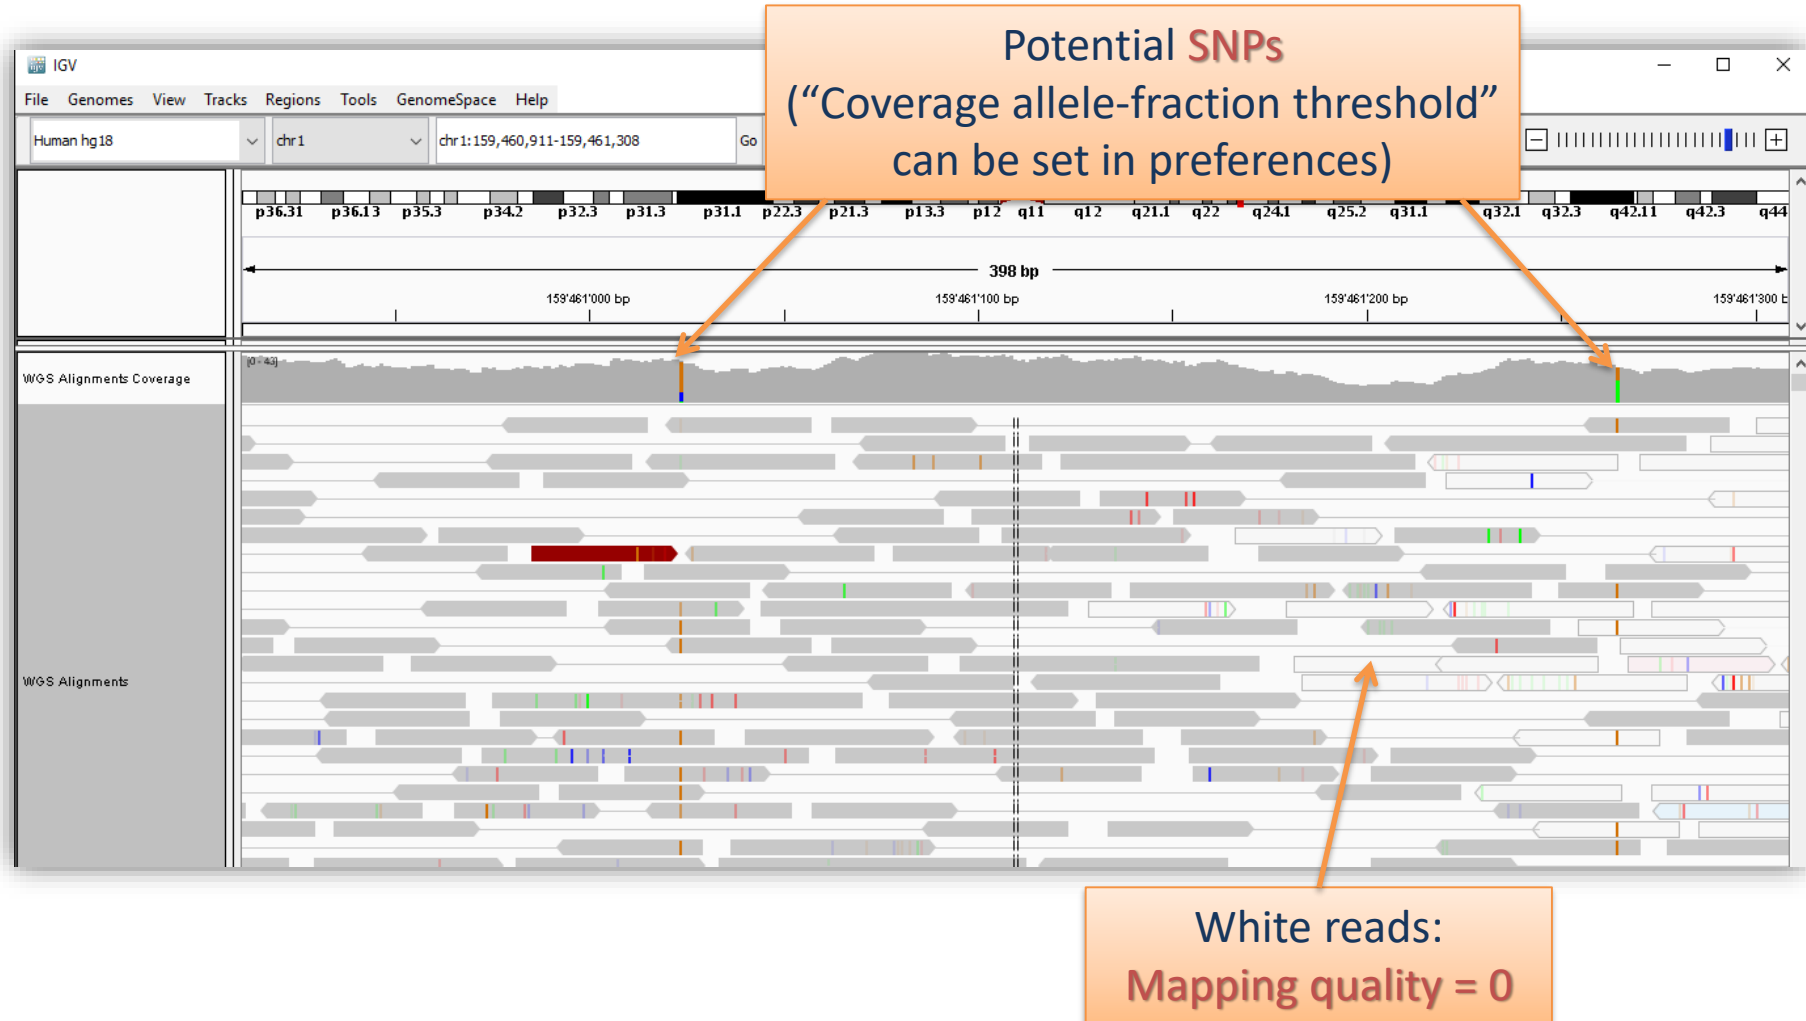 Potential SNPs
(“Coverage allele-fraction threshold”
can be set in preferences)
IGV
File Genomes View Tracks Regions Tools GenomeSpace Help
Human hg18 chr1 chr1:159,460,911-159,461,308 Go
p36.31 p36.13 p35.3 p34.2 p32.3 p31.3 p31.1 p22.3 p21.3 p13.3 p12 q11 q12 q21.1 q22 q24.1 q25.2 q31.1 q32.1 q32.3 q42.11 q42.3 q44
398 bp
159'461'000 bp 159'461'100 bp 159'461'200 bp 159'461'300 b
[0 - 43]
WGS Alignments Coverage
WGS Alignments
White reads:
Mapping quality = 0